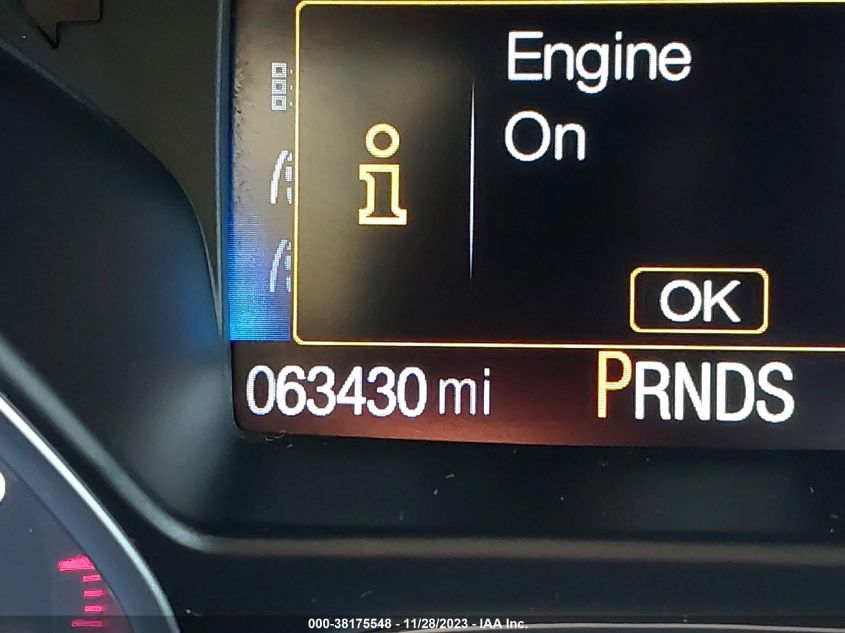 Engine
On
OK
063430 mi
PRNDS
000-38175548 - 11/28/2023 - IAA Inc.